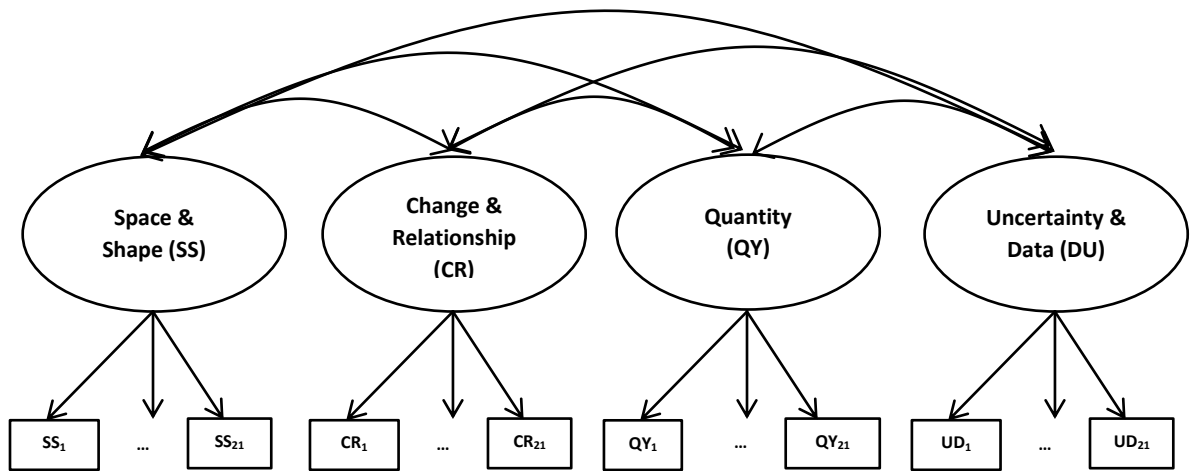 Space &
Shape (SS)
Change &
Relationship
(CR)
Quantity
(QY)
Uncertainty &
Data (DU)
SS₁ ... SS₂₁ CR₁ ... CR₂₁ QY₁ ... QY₂₁ UD₁ ... UD₂₁